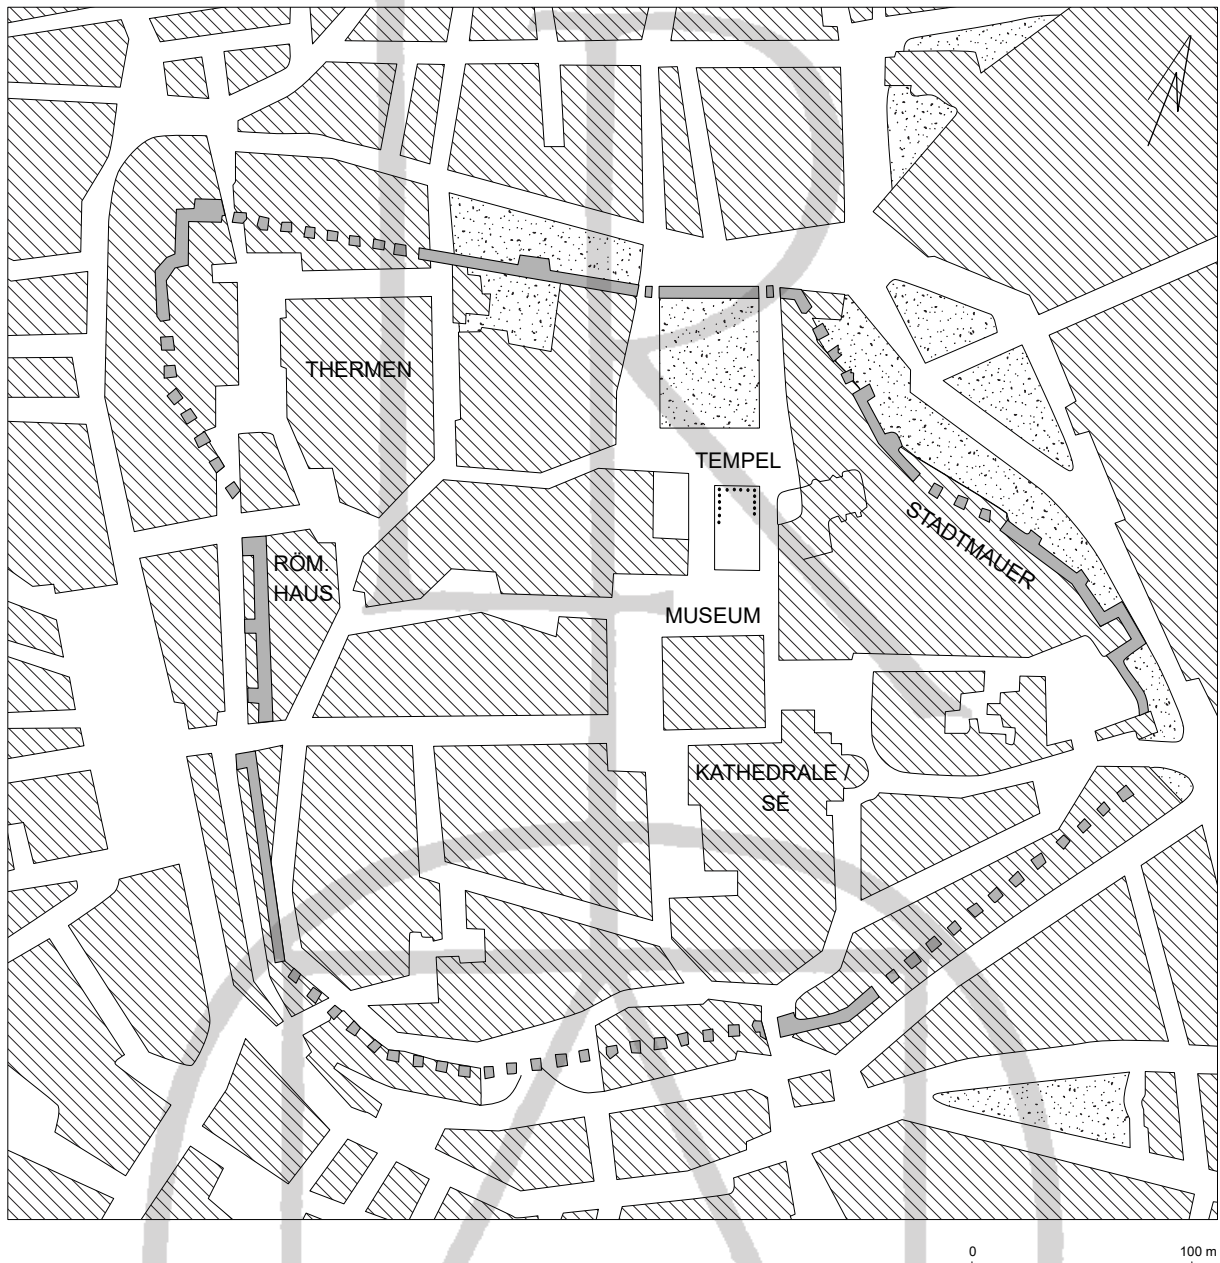 THERMEN
TEMPEL
STADTMAUER
RÖM.
HAUS
MUSEUM
KATHEDRALE /
SÉ
0 100 m